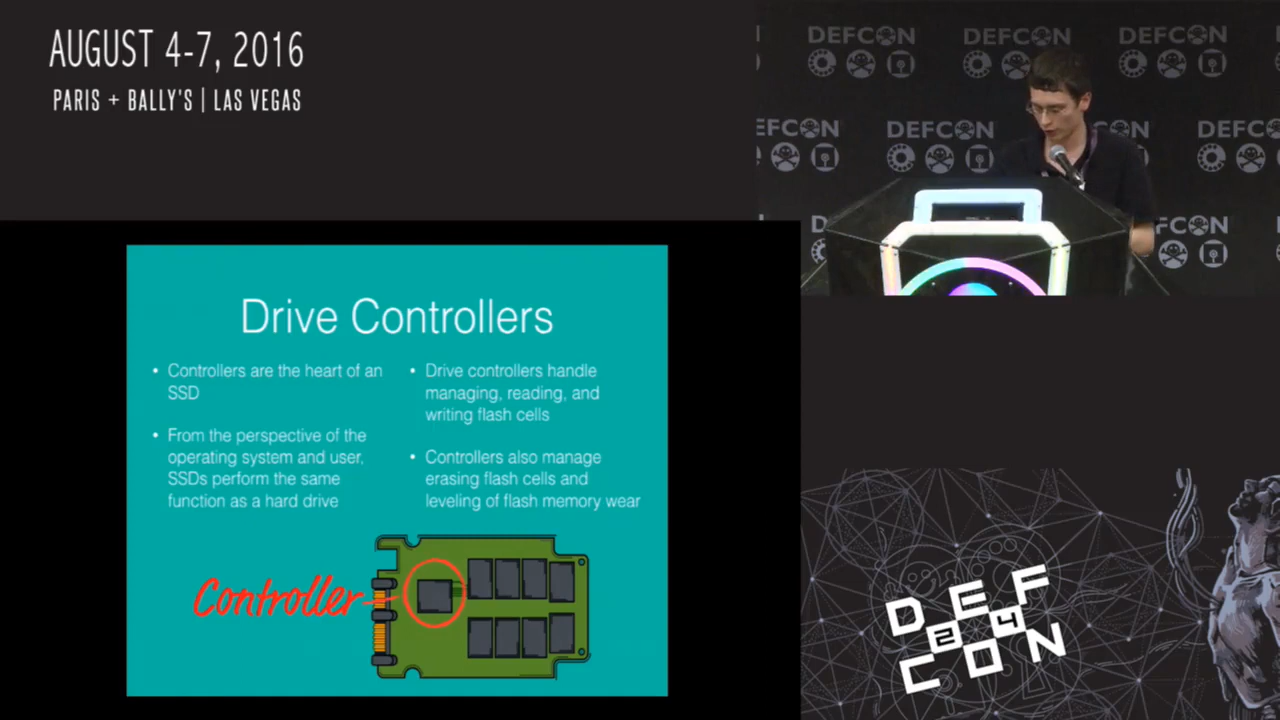 AUGUST 4-7, 2016
PARIS + BALLY'S | LAS VEGAS
DEFCON DEFCON DEFCON
EFCON DEFCON DEFCON
D FCON
Drive Controllers
• Controllers are the heart of an
SSD
• From the perspective of the
operating system and user,
SSDs perform the same
function as a hard drive
• Drive controllers handle
managing, reading, and
writing flash cells
• Controllers also manage
erasing flash cells and
leveling of flash memory wear
Controller
DEF
24
CON